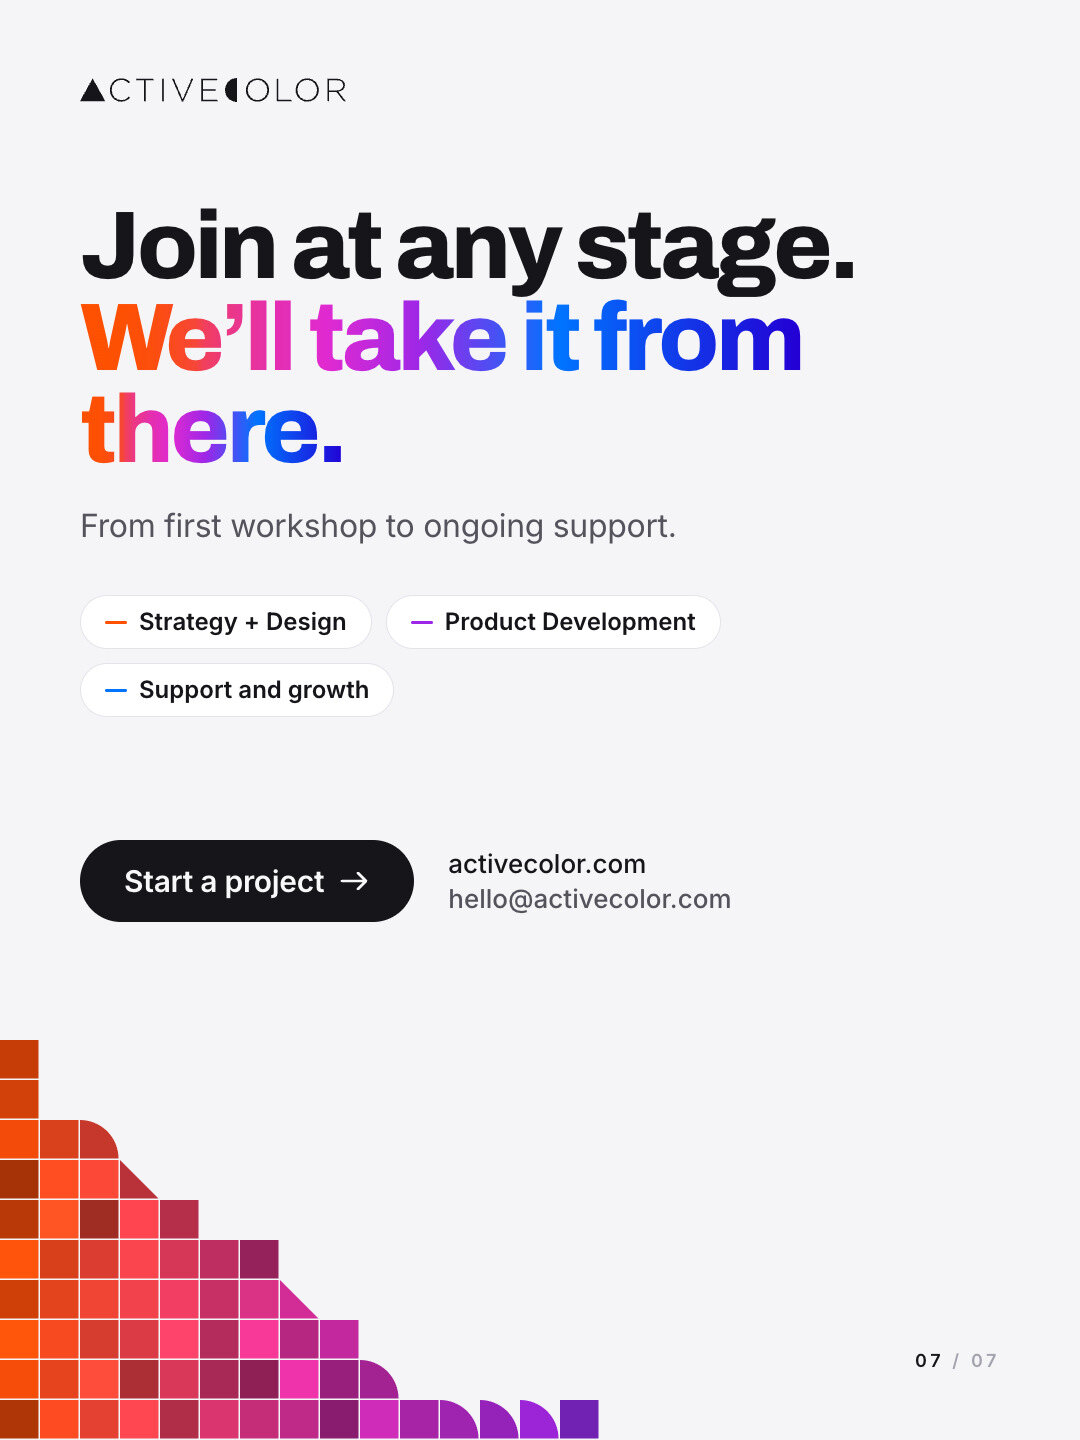 ACTIVECOLOR
Join at any stage.
We’ll take it from
there.
From first workshop to ongoing support.
Strategy + Design
Product Development
Support and growth
Start a project →
activecolor.com
hello@activecolor.com
07 / 07